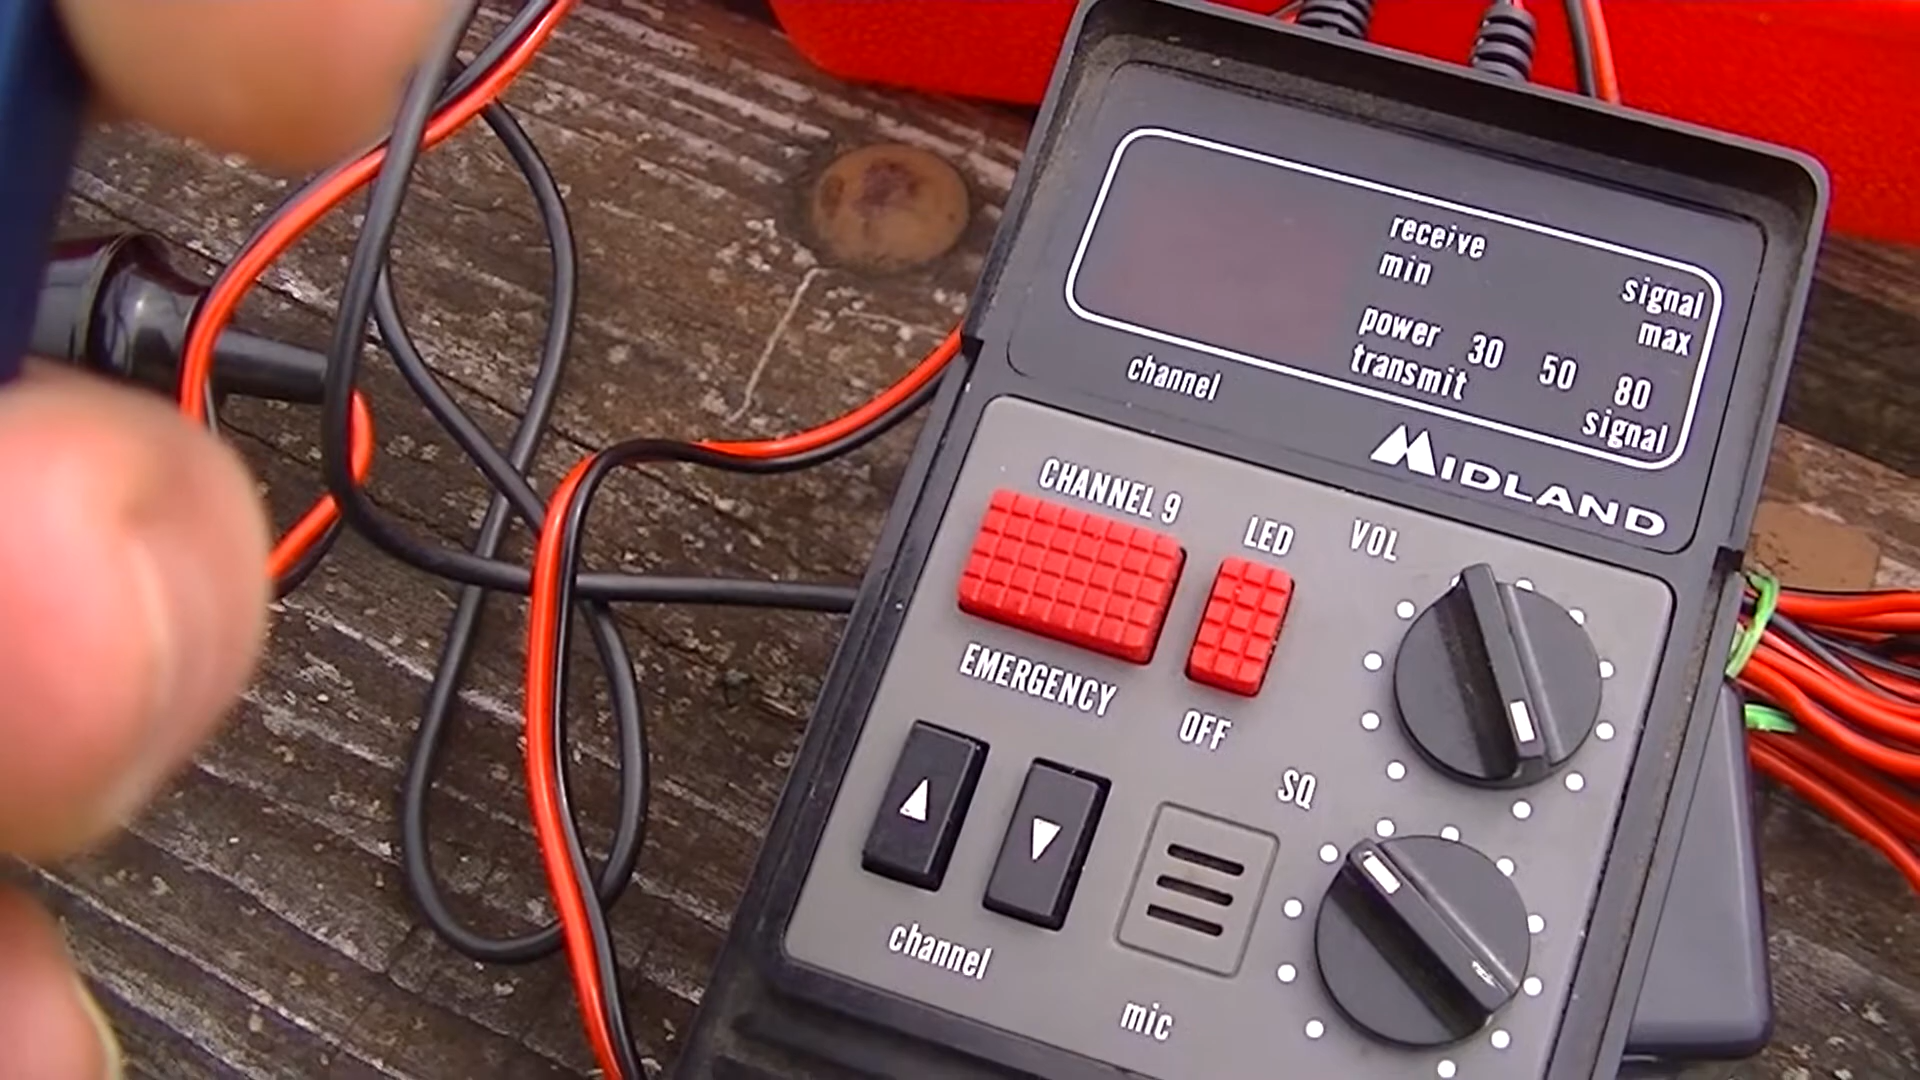 receive
min
signal
max
power 30 50 80
transmit
signal
channel
MIDLAND
CHANNEL 9
LED
VOL
EMERGENCY
OFF
SQ
channel
mic